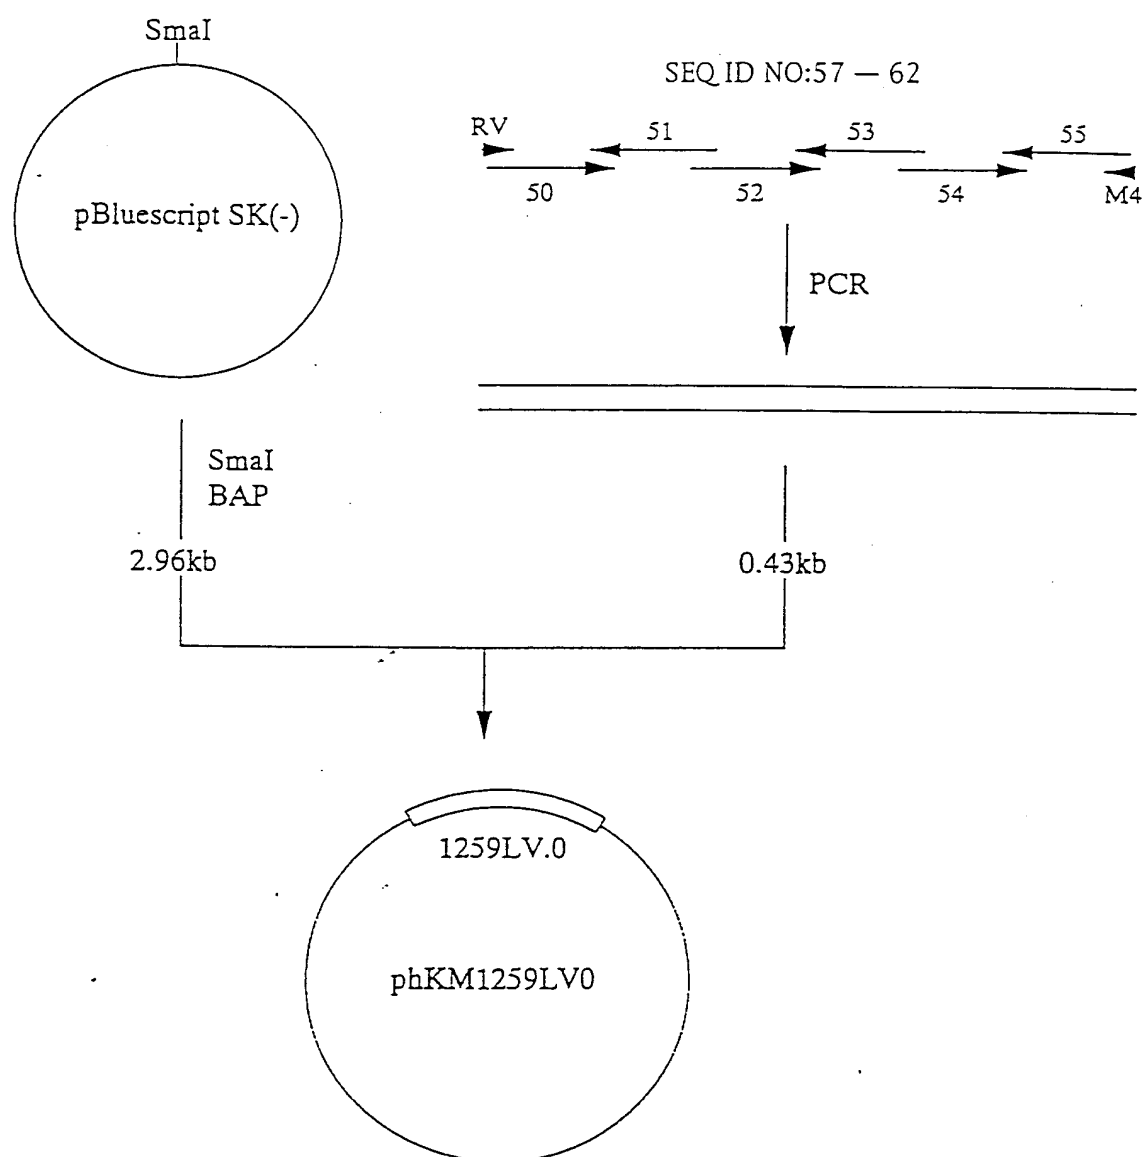 SmaI
pBluescript SK(-)
SEQ ID NO:57 — 62
RV
51
53
55
50
52
54
M4
PCR
SmaI
BAP
2.96kb
0.43kb
1259LV.0
phKM1259LV0